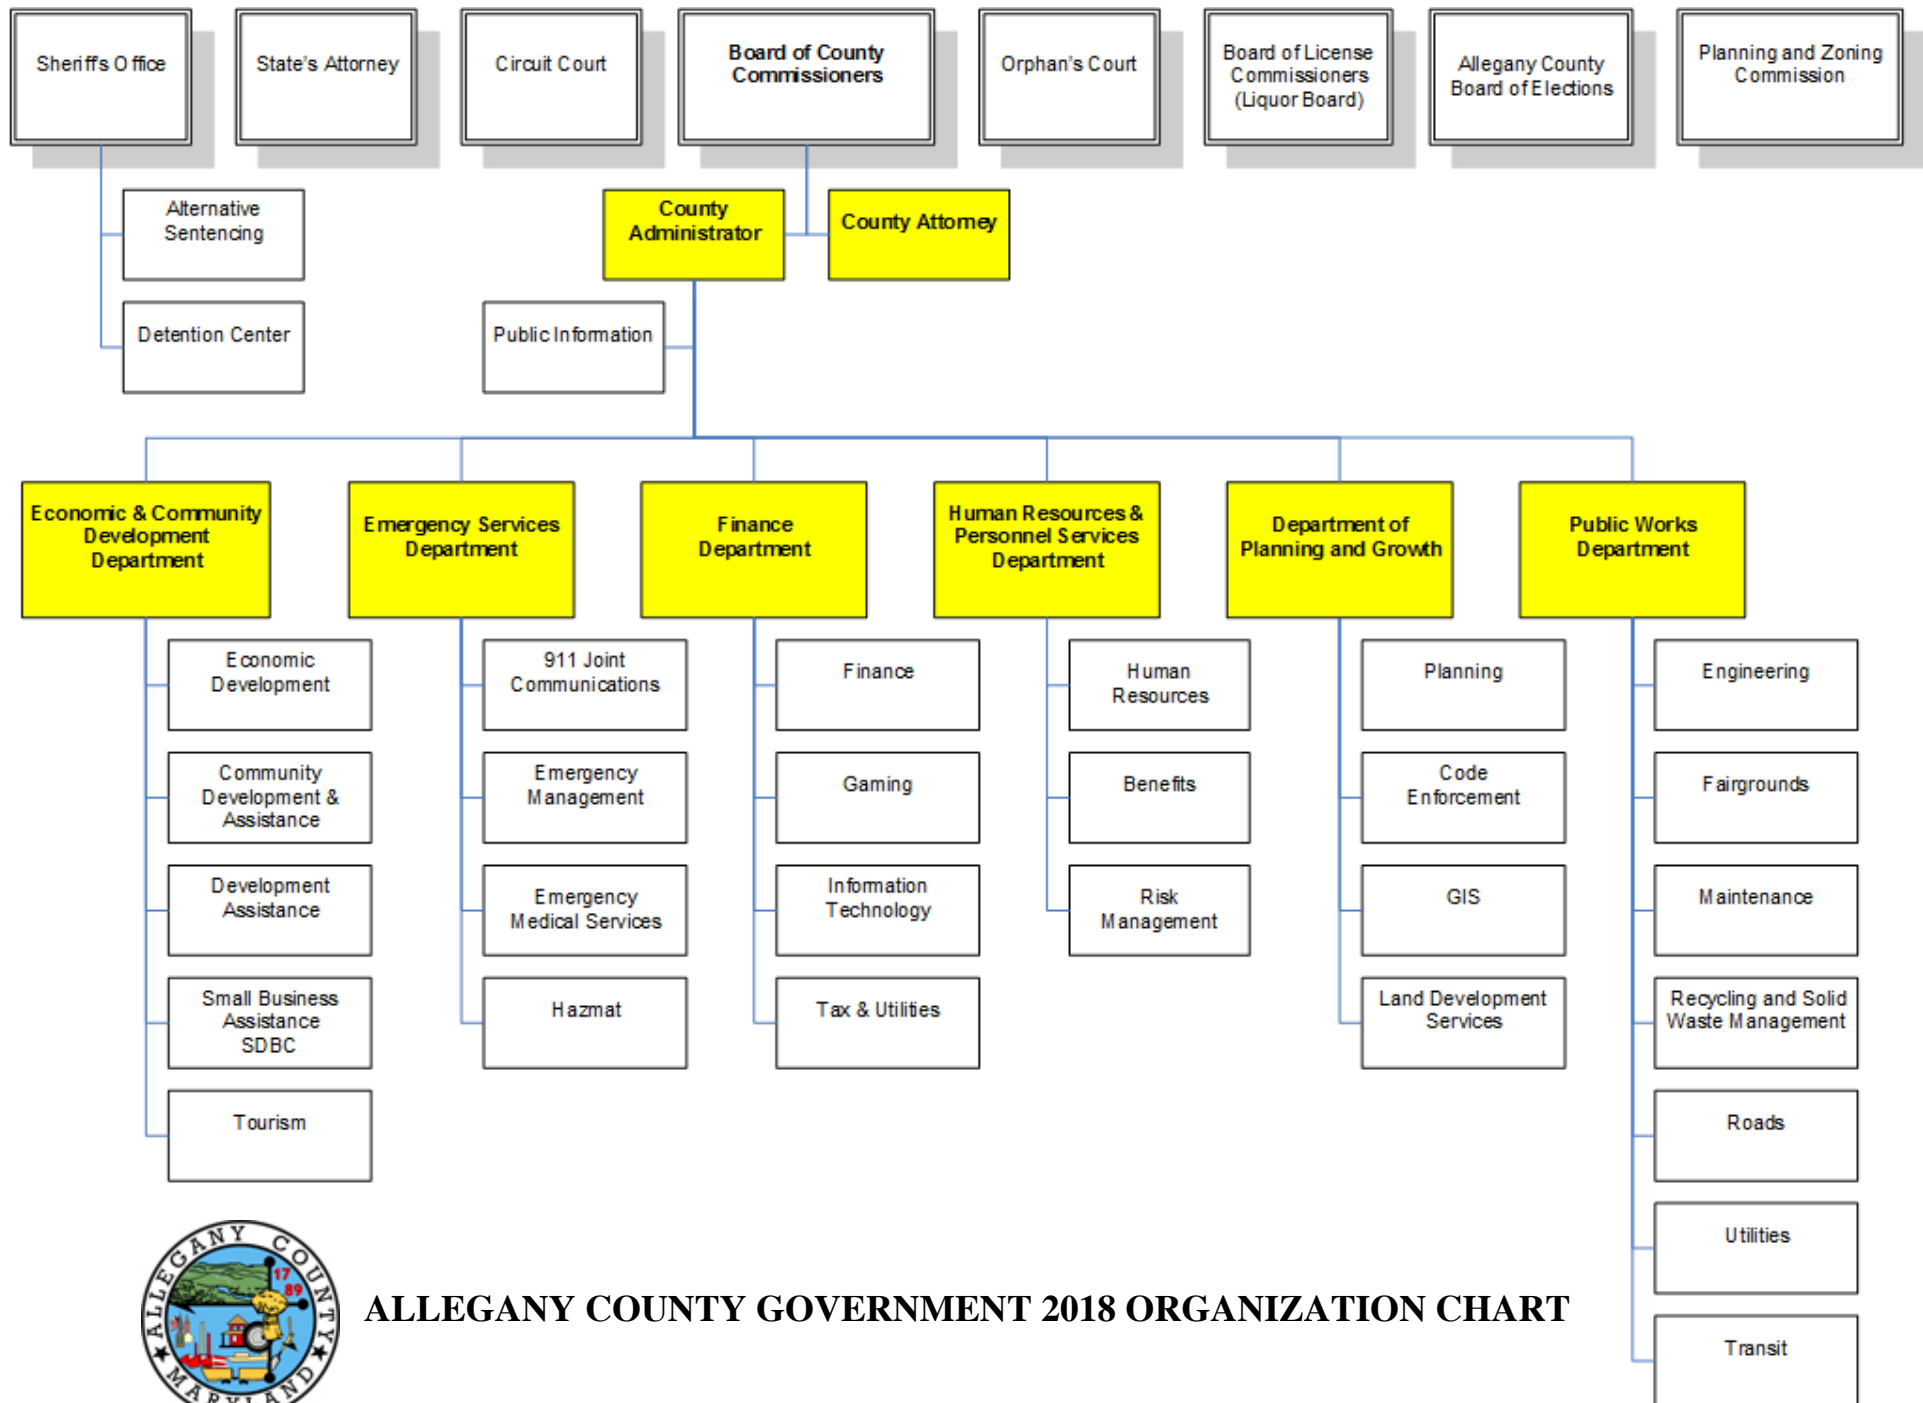 Sheriff's Office
State's Attorney
Circuit Court
Board of County
Commissioners
Orphan's Court
Board of License
Commissioners
(Liquor Board)
Allegany County
Board of Elections
Planning and Zoning
Commission
Alternative
Sentencing
Detention Center
County
Administrator
County Attorney
Public Information
Economic & Community
Development
Department
Emergency Services
Department
Finance
Department
Human Resources &
Personnel Services
Department
Department of
Planning and Growth
Public Works
Department
Economic
Development
Community
Development &
Assistance
Development
Assistance
Small Business
Assistance
SDBC
Tourism
911 Joint
Communications
Emergency
Management
Emergency
Medical Services
Hazmat
Finance
Gaming
Information
Technology
Tax & Utilities
Human
Resources
Benefits
Risk
Management
Planning
Code
Enforcement
GIS
Land Development
Services
Engineering
Fairgrounds
Maintenance
Recycling and Solid
Waste Management
Roads
Utilities
Transit
ALLEGANY COUNTY
17
89
MARYLAND
ALLEGANY COUNTY GOVERNMENT 2018 ORGANIZATION CHART